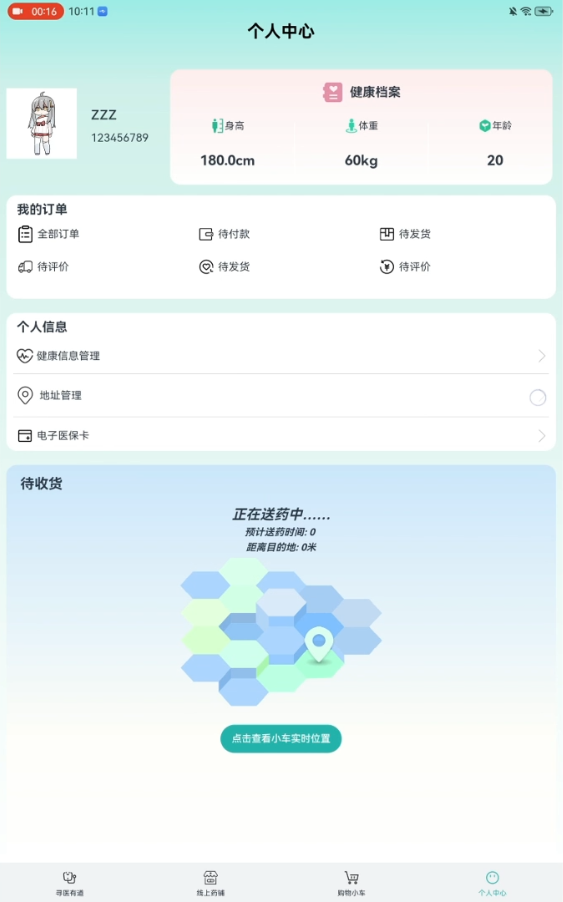 00:16 10:11
个人中心
ZZZ
123456789
健康档案
身高 体重 年龄
180.0cm 60kg 20
我的订单
全部订单 待付款 待发货
待评价 待发货 待评价
个人信息
健康信息管理
地址管理
电子医保卡
待收货
正在送药中......
预计送药时间: 0
距离目的地: 0米
点击查看小车实时位置
寻医有道 线上药铺 购物小车 个人中心